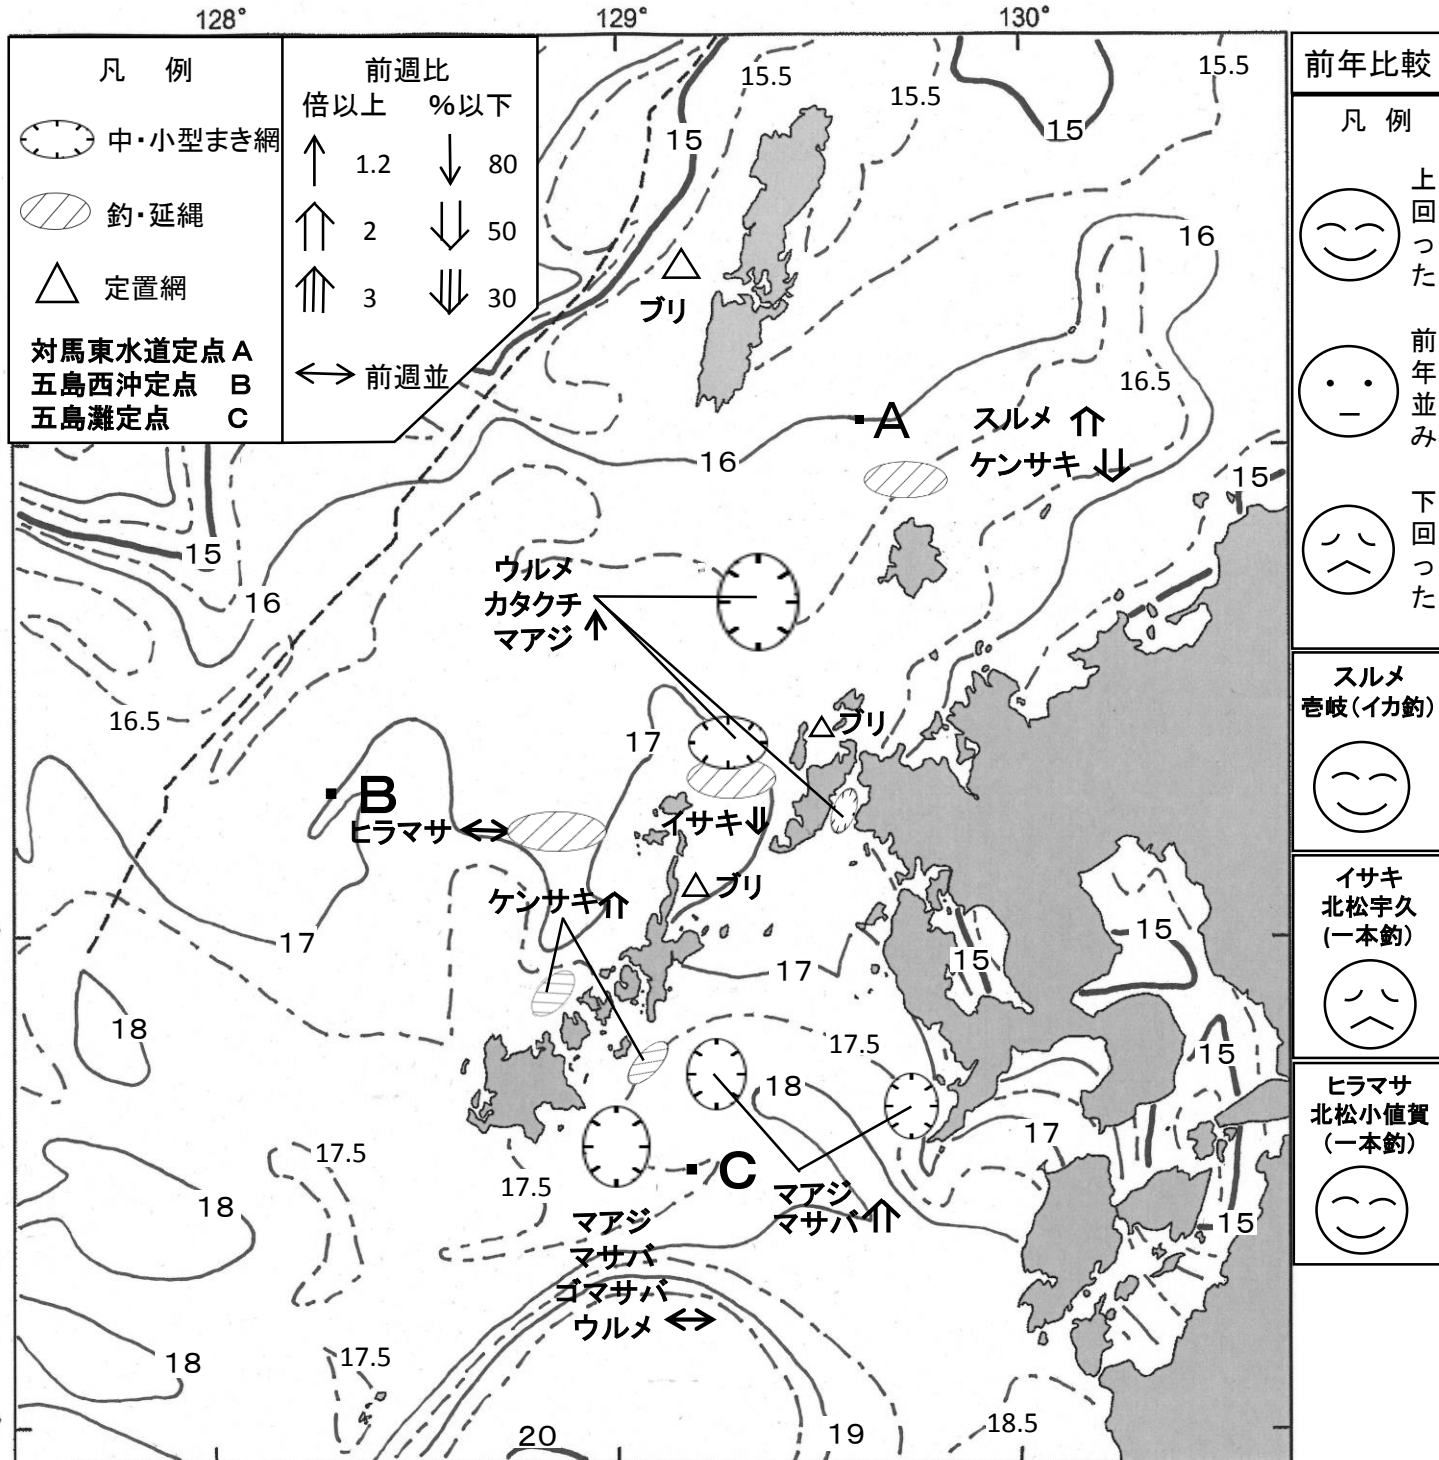 128°
129°
130°
凡 例
中・小型まき網
釣・延縄
定置網
対馬東水道定点 A
五島西沖定点 B
五島灘定点 C
前週比
倍以上 %以下
1.2 80
2 50
3 30
前週並
前年比較
凡 例
上回った
前年並み
下回った
スルメ
壱岐(イカ釣)
イサキ
北松宇久
(一本釣)
ヒラマサ
北松小値賀
(一本釣)
15.5
15.5
15.5
15
15
16
ブリ
16.5
A
スルメ
ケンサキ
16
15
15
ウルメ
カタクチ
マアジ
16
16.5
17
ブリ
B
ヒラマサ
イサキ
ブリ
ケンサキ
17
17
15
15
18
17.5
15
18
17
17.5
18
17.5
C
マアジ
マサバ
15
マアジ
マサバ
ゴマサバ
ウルメ
17.5
18
20
19
18.5